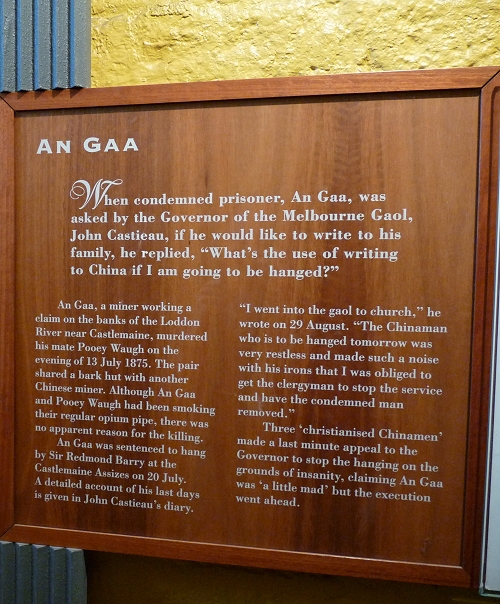 An Gaa
When condemned prisoner, An Gaa, was
asked by the Governor of the Melbourne Gaol,
John Castieau, if he would like to write to his
family, he replied, “What’s the use of writing
to China if I am going to be hanged?”
An Gaa, a miner working a
claim on the banks of the Loddon
River near Castlemaine, murdered
his mate Pooey Waugh on the
evening of 13 July 1875. The pair
shared a bark hut with another
Chinese miner. Although An Gaa
and Pooey Waugh had been smoking
their regular opium pipe, there was
no apparent reason for the killing.
An Gaa was sentenced to hang
by Sir Redmond Barry at the
Castlemaine Assizes on 20 July.
A detailed account of his last days
is given in John Castieau’s diary.
“I went into the gaol to church,” he
wrote on 29 August. “The Chinaman
who is to be hanged tomorrow was
very restless and made such a noise
with his irons that I was obliged to
get the clergyman to stop the service
and have the condemned man
removed.”
Three ‘christianised Chinamen’
made a last minute appeal to the
Governor to stop the hanging on the
grounds of insanity, claiming An Gaa
was ‘a little mad’ but the execution
went ahead.